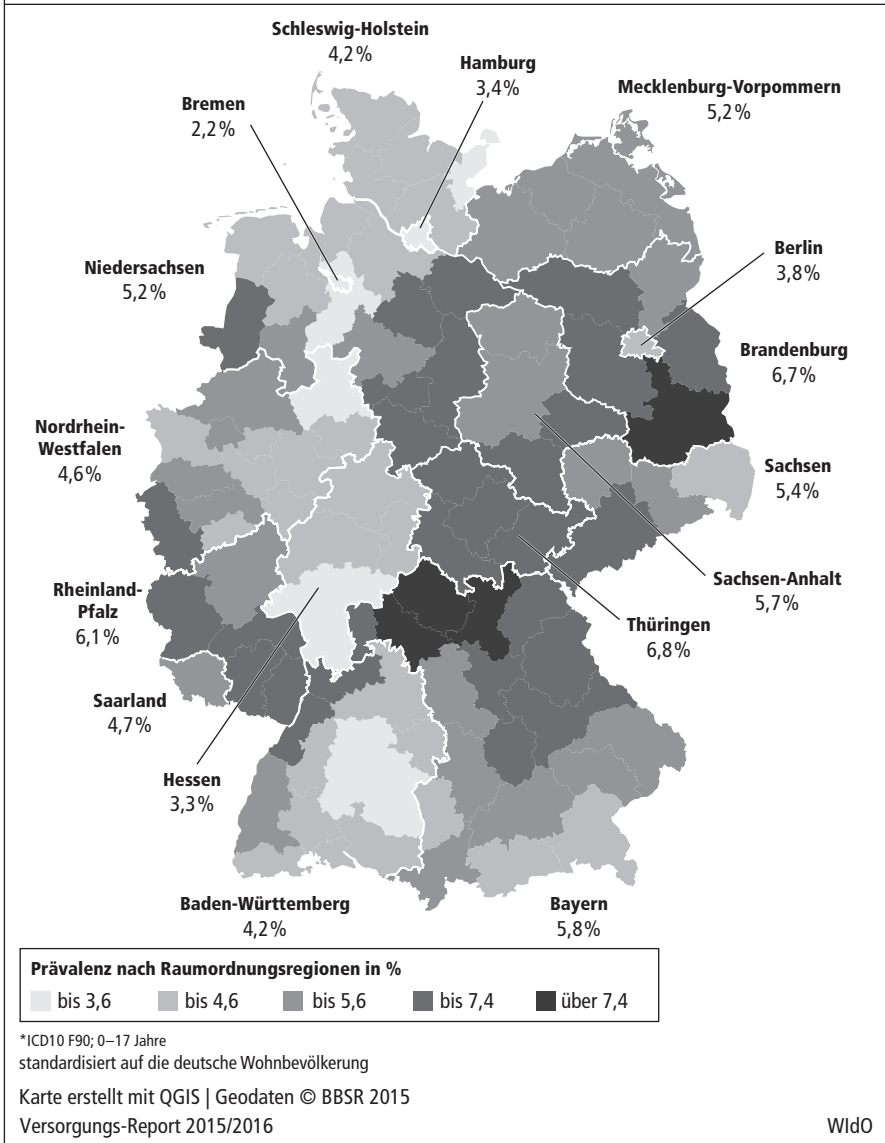 Schleswig-Holstein
4,2 %
Hamburg
3,4 %
Mecklenburg-Vorpommern
5,2 %
Bremen
2,2 %
Berlin
3,8 %
Niedersachsen
5,2 %
Brandenburg
6,7 %
Nordrhein-
Westfalen
4,6 %
Sachsen
5,4 %
Sachsen-Anhalt
5,7 %
Rheinland-
Pfalz
6,1 %
Thüringen
6,8 %
Saarland
4,7 %
Hessen
3,3 %
Baden-Württemberg
4,2 %
Bayern
5,8 %
Prävalenz nach Raumordnungsregionen in %
bis 3,6 bis 4,6 bis 5,6 bis 7,4 über 7,4
*ICD10 F90; 0–17 Jahre
standardisiert auf die deutsche Wohnbevölkerung
Karte erstellt mit QGIS | Geodaten © BBSR 2015
Versorgungs-Report 2015/2016 WIdO